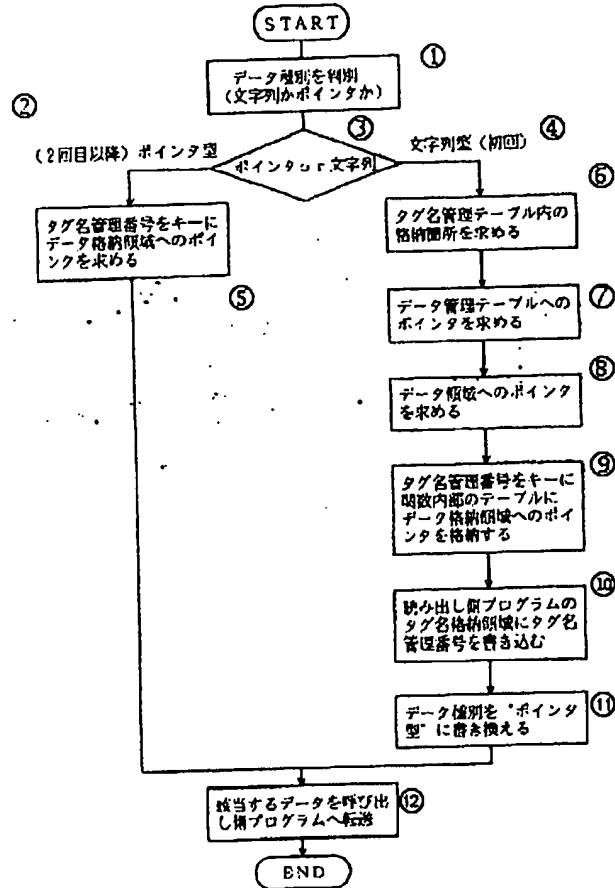 START
①
データ種別を判別
(文字列かポインタか)
②
③
④
(2回目以降) ポインタ型
ポインタor文字列
文字列型 (初回)
⑥
タグ名管理番号をキーに
データ格納領域へのポイ
ンタを求める
タグ名管理テーブル内の
格納箇所を求める
⑤
⑦
データ管理テーブルへの
ポインタを求める
⑧
データ領域へのポインタ
を求める
⑨
タグ名管理番号をキーに
関数内部のテーブルに
データ格納領域へのポイ
ンタを格納する
⑩
読み出し側プログラムの
タグ名格納領域にタグ名
管理番号を書き込む
⑪
データ種別を“ポインタ
型”に書き換える
⑫
該当するデータを呼び出
し側プログラムへ転送
END